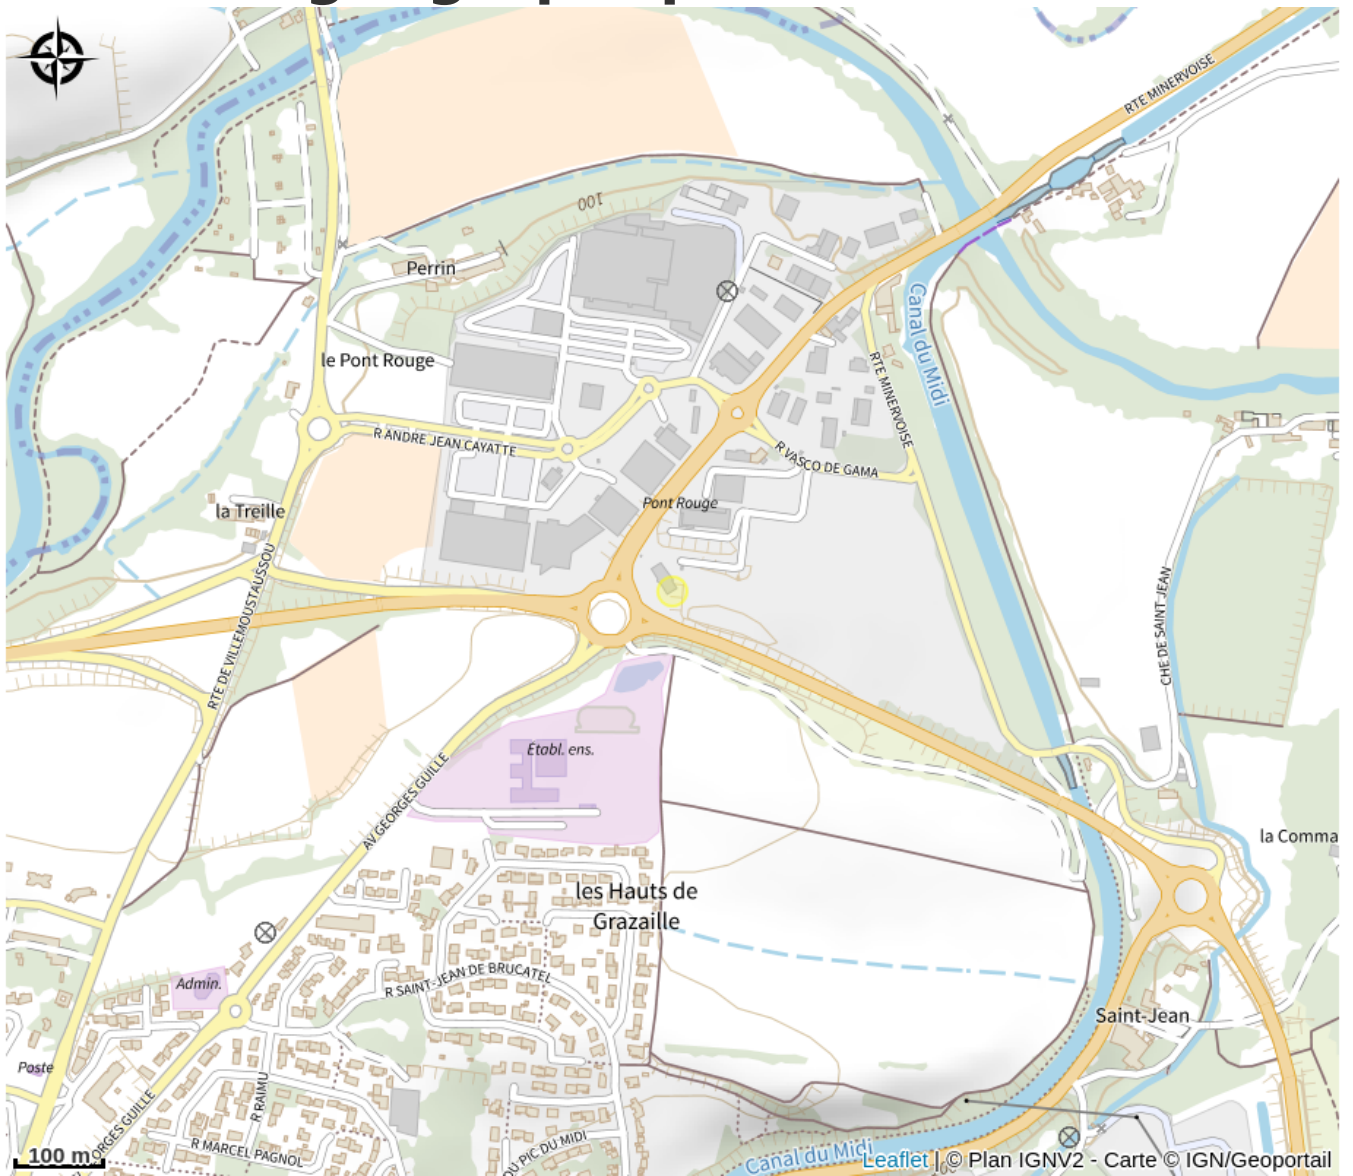 RTE MINERVOISE
100
Perrin
Canal du Midi
le Pont Rouge
RTE MINERVOISE
R ANDRE JEAN CAYATTE
R VASCO DE GAMA
Pont Rouge
la Treille
RTE DE VILLEMOUSTAUSSOU
CHE DE SAINT JEAN
Etabl. ens.
AV GEORGES GUILLE
la Comma
les Hauts de
Grazaille
Admin.
R SAINT-JEAN DE BRUCATEL
Saint-Jean
Poste
R RAIMU
GEORGES GUILLE
R MARCEL PAGNOL
DU PIC DU MIDI
Canal du Midi
100 m
Leaflet | © Plan IGNV2 - Carte © IGN/Geoportail